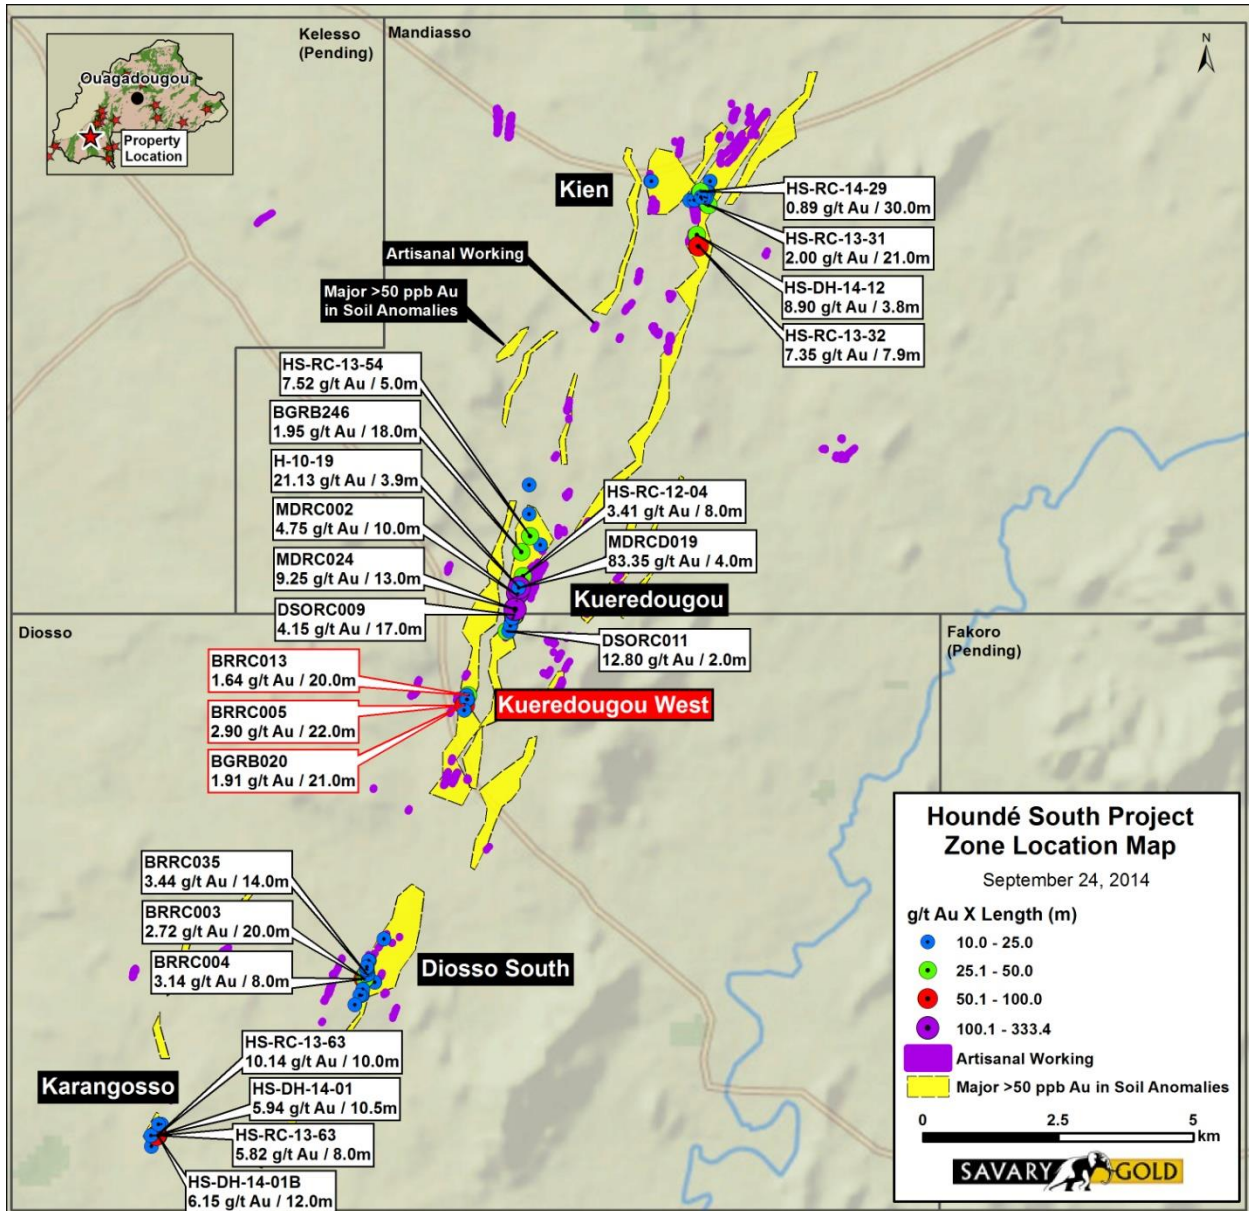 Kelesso
(Pending)
Mandiasso
N
Ouagadougou
Property
Location
Kien
HS-RC-14-29
0.89 g/t Au / 30.0m
HS-RC-13-31
2.00 g/t Au / 21.0m
HS-DH-14-12
8.90 g/t Au / 3.8m
HS-RC-13-32
7.35 g/t Au / 7.9m
Artisanal Working
Major >50 ppb Au
in Soil Anomalies
HS-RC-13-54
7.52 g/t Au / 5.0m
BGRB246
1.95 g/t Au / 18.0m
H-10-19
21.13 g/t Au / 3.9m
MDRC002
4.75 g/t Au / 10.0m
MDRC024
9.25 g/t Au / 13.0m
DSORC009
4.15 g/t Au / 17.0m
HS-RC-12-04
3.41 g/t Au / 8.0m
MDRCD019
83.35 g/t Au / 4.0m
Kueredougou
DSORC011
12.80 g/t Au / 2.0m
Diosso
Fakoro
(Pending)
BRRC013
1.64 g/t Au / 20.0m
BRRC005
2.90 g/t Au / 22.0m
BGRB020
1.91 g/t Au / 21.0m
Kueredougou West
BRRC035
3.44 g/t Au / 14.0m
BRRC003
2.72 g/t Au / 20.0m
BRRC004
3.14 g/t Au / 8.0m
Diosso South
Karangosso
HS-RC-13-63
10.14 g/t Au / 10.0m
HS-DH-14-01
5.94 g/t Au / 10.5m
HS-RC-13-63
5.82 g/t Au / 8.0m
HS-DH-14-01B
6.15 g/t Au / 12.0m
Houndé South Project
Zone Location Map
September 24, 2014
g/t Au X Length (m)
10.0 - 25.0
25.1 - 50.0
50.1 - 100.0
100.1 - 333.4
Artisanal Working
Major >50 ppb Au in Soil Anomalies
0 2.5 5
km
SAVARY GOLD